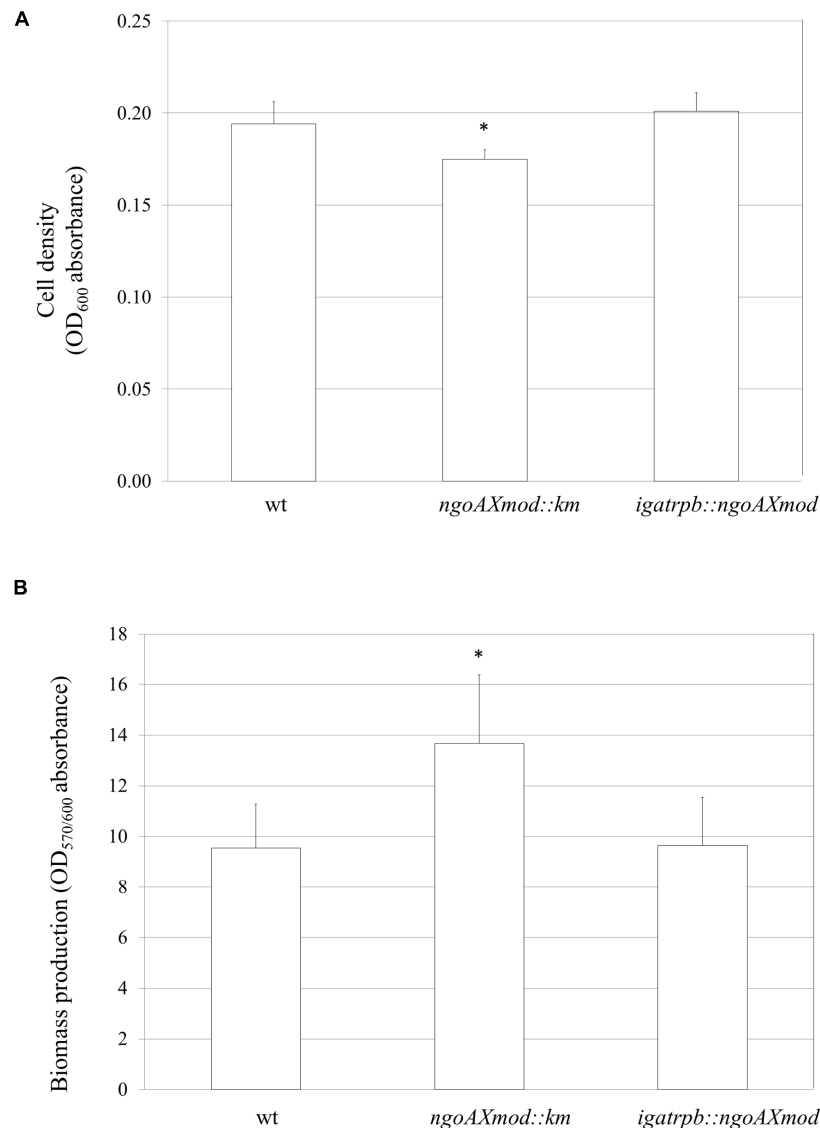 A
0.25
0.20
0.15
0.10
0.05
0.00
Cell density
(OD600 absorbance)
*
wt
ngoAXmod::km
igatrpb::ngoAXmod
B
18
16
14
12
10
8
6
4
2
0
Biomass production (OD570/600 absorbance)
*
wt
ngoAXmod::km
igatrpb::ngoAXmod